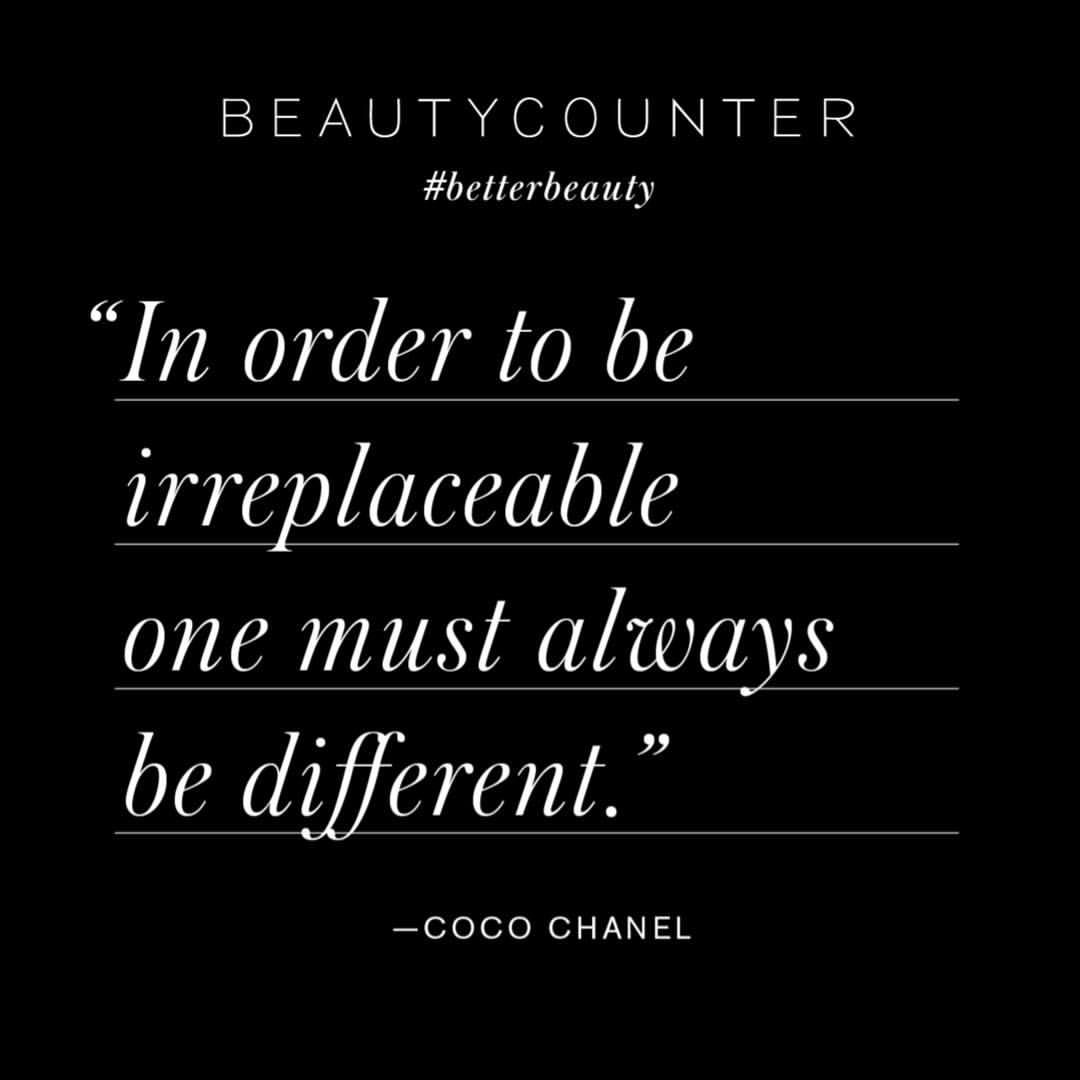 BEAUTYCOUNTER
#betterbeauty
“In order to be
irreplaceable
one must always
be different.”
—COCO CHANEL